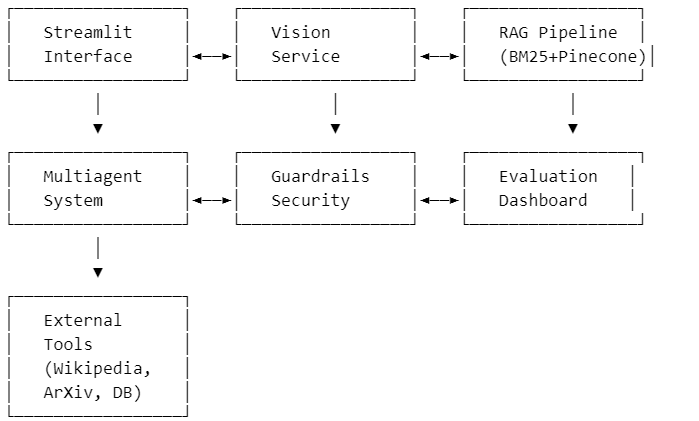 Streamlit
Interface
Vision
Service
RAG Pipeline
(BM25+Pinecone)
Multiagent
System
Guardrails
Security
Evaluation
Dashboard
External
Tools
(Wikipedia,
ArXiv, DB)